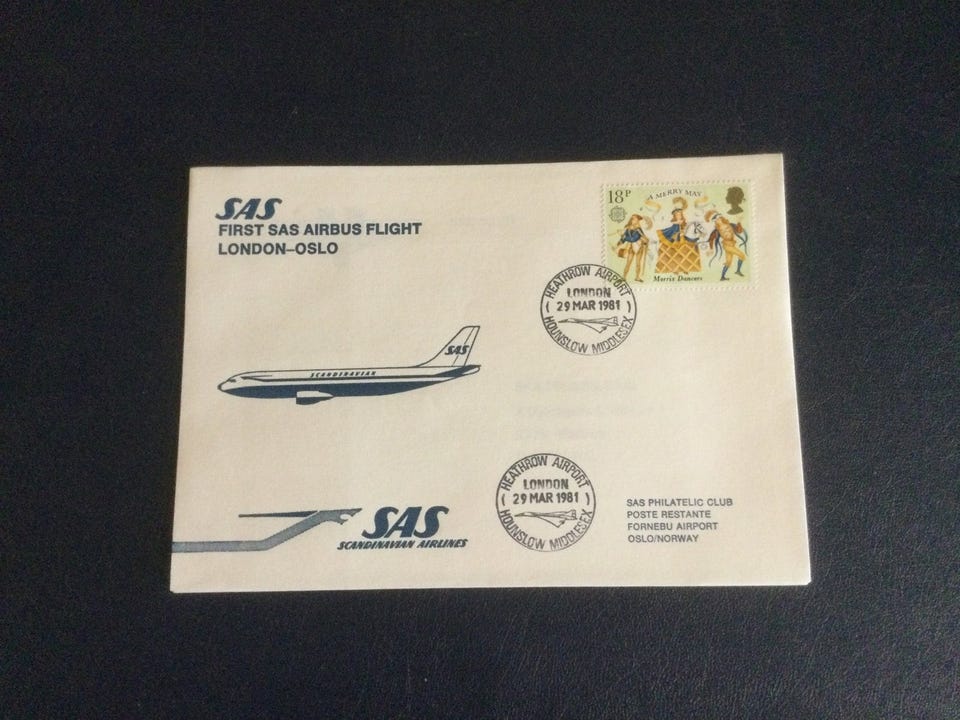 SAS
FIRST SAS AIRBUS FLIGHT
LONDON–OSLO
18P
A MERRY MAY
Morris Dancers
HEATHROW AIRPORT
LONDON
29 MAR 1981
HOUNSLOW MIDDLESEX
SAS
SCANDINAVIAN
SAS
SCANDINAVIAN AIRLINES
HEATHROW AIRPORT
LONDON
29 MAR 1981
HOUNSLOW MIDDLESEX
SAS PHILATELIC CLUB
POSTE RESTANTE
FORNEBU AIRPORT
OSLO/NORWAY